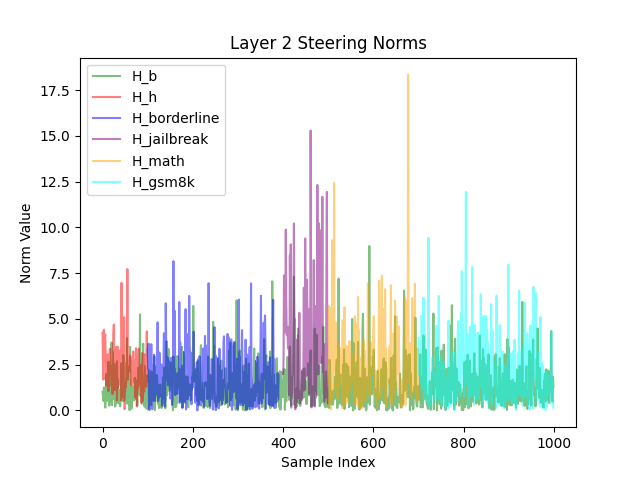 Layer 2 Steering Norms
H_b
H_h
H_borderline
H_jailbreak
H_math
H_gsm8k
Norm Value
17.5
15.0
12.5
10.0
7.5
5.0
2.5
0.0
0
200
400
600
800
1000
Sample Index